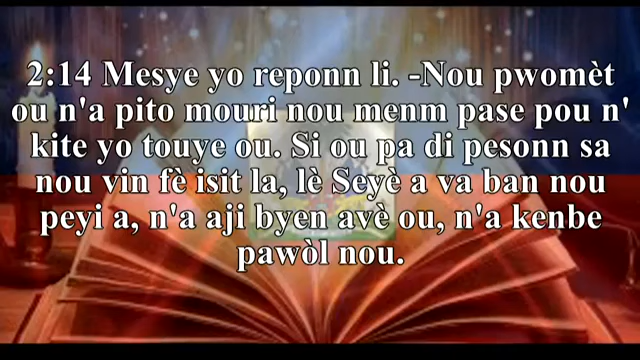 2:14 Mesye yo reponn li. -Nou pwomèt
ou n'a pito mouri nou menm pase pou n'
kite yo touye ou. Si ou pa di pesonn sa
nou vin fè isit la, lè Seyè a va ban nou
peyi a, n'a aji byen avè ou, n'a kenbe
pawòl nou.